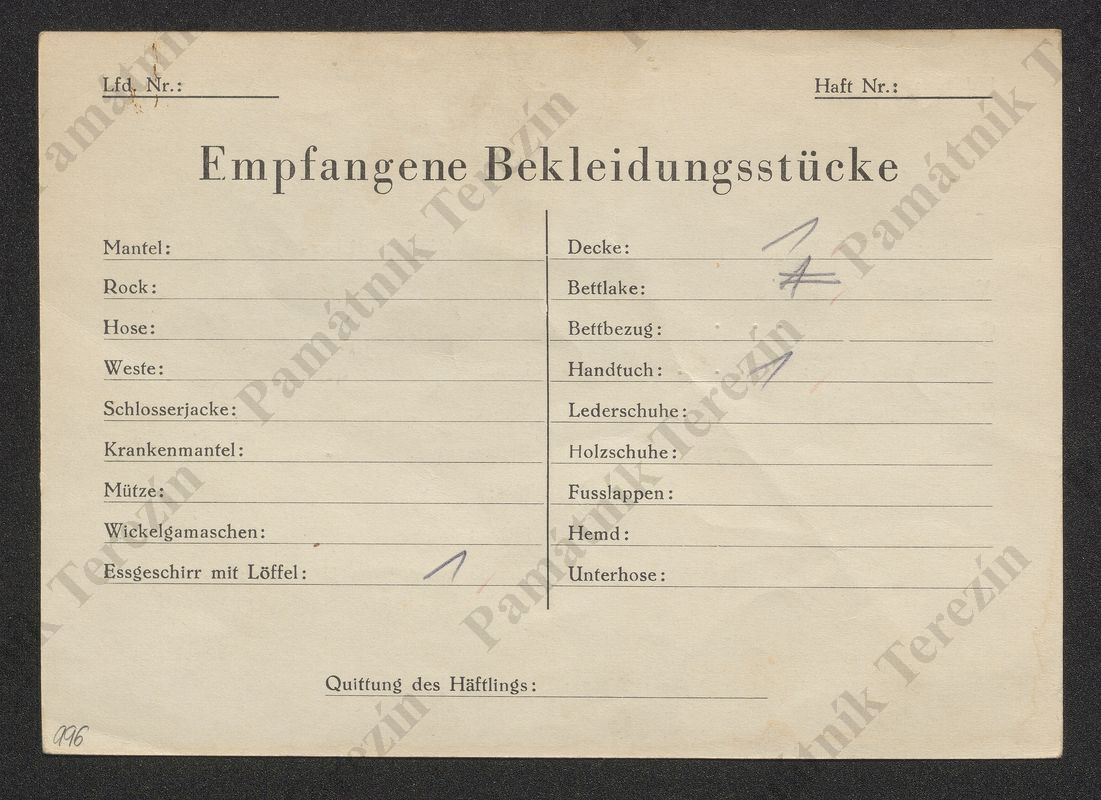 Lfd. Nr.:
Haft Nr.:
Empfangene Bekleidungsstücke
Mantel:
Rock:
Hose:
Weste:
Schlosserjacke:
Krankenmantel:
Mütze:
Wickelgamaschen:
Essgeschirr mit Löffel: 1
Decke: 1
Bettlake: 1
Bettbezug:
Handtuch: 1
Lederschuhe:
Holzschuhe:
Fusslappen:
Hemd:
Unterhose:
Quittung des Häftlings:
996
Památník Terezín